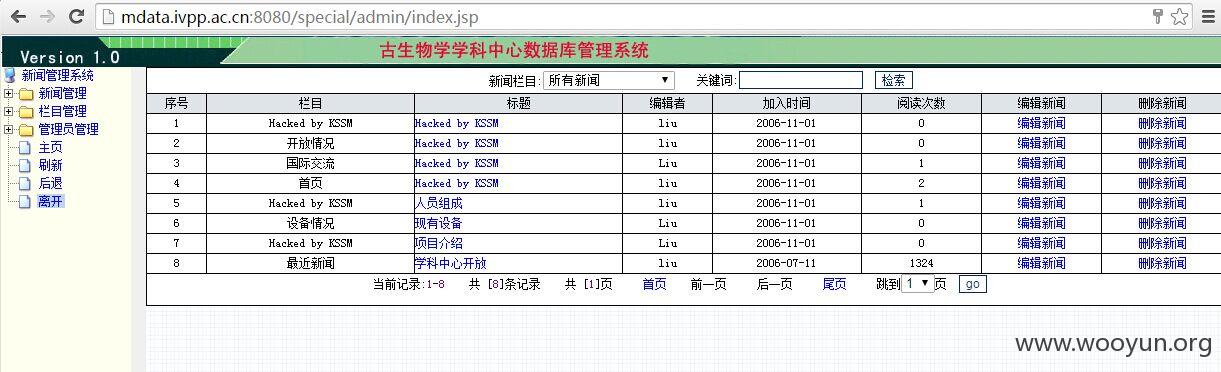 mdata.ivpp.ac.cn:8080/special/admin/index.jsp
Version 1.0 古生物学学科中心数据库管理系统
新闻管理系统
新闻管理
栏目管理
管理员管理
主页
刷新
后退
离开
新闻栏目: 所有新闻 关键词: 检索
序号 栏目 标题 编辑者 加入时间 阅读次数 编辑新闻 删除新闻
1 Hacked by KSSM Hacked by KSSM liu 2006-11-01 0 编辑新闻 删除新闻
2 开放情况 Hacked by KSSM liu 2006-11-01 0 编辑新闻 删除新闻
3 国际交流 Hacked by KSSM Liu 2006-11-01 1 编辑新闻 删除新闻
4 首页 Hacked by KSSM liu 2006-11-01 2 编辑新闻 删除新闻
5 Hacked by KSSM 人员组成 Liu 2006-11-01 1 编辑新闻 删除新闻
6 设备情况 现有设备 Liu 2006-11-01 0 编辑新闻 删除新闻
7 Hacked by KSSM 项目介绍 Liu 2006-11-01 0 编辑新闻 删除新闻
8 最近新闻 学科中心开放 Liu 2006-07-11 1324 编辑新闻 删除新闻
当前记录:1-8 共 [8]条记录 共 [1]页 首页 前一页 后一页 尾页 跳到 1 页 go
www.wooyun.org